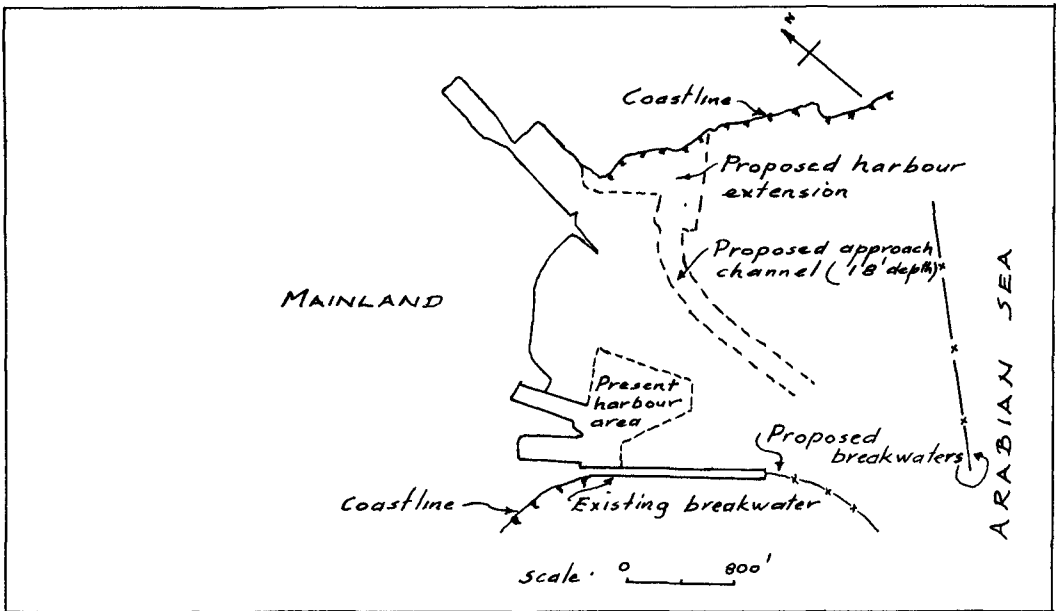 N
Coastline
Proposed harbour
extension
Proposed approach
channel (18' depth)
MAINLAND
ARABIAN SEA
Present
harbour
area
Proposed
breakwaters
Coastline
Existing breakwater
Scale.
0
800'